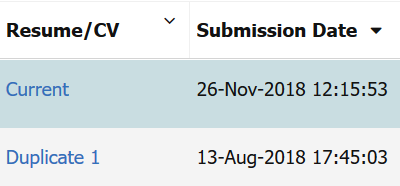 Resume/CV Submission Date
Current 26-Nov-2018 12:15:53
Duplicate 1 13-Aug-2018 17:45:03